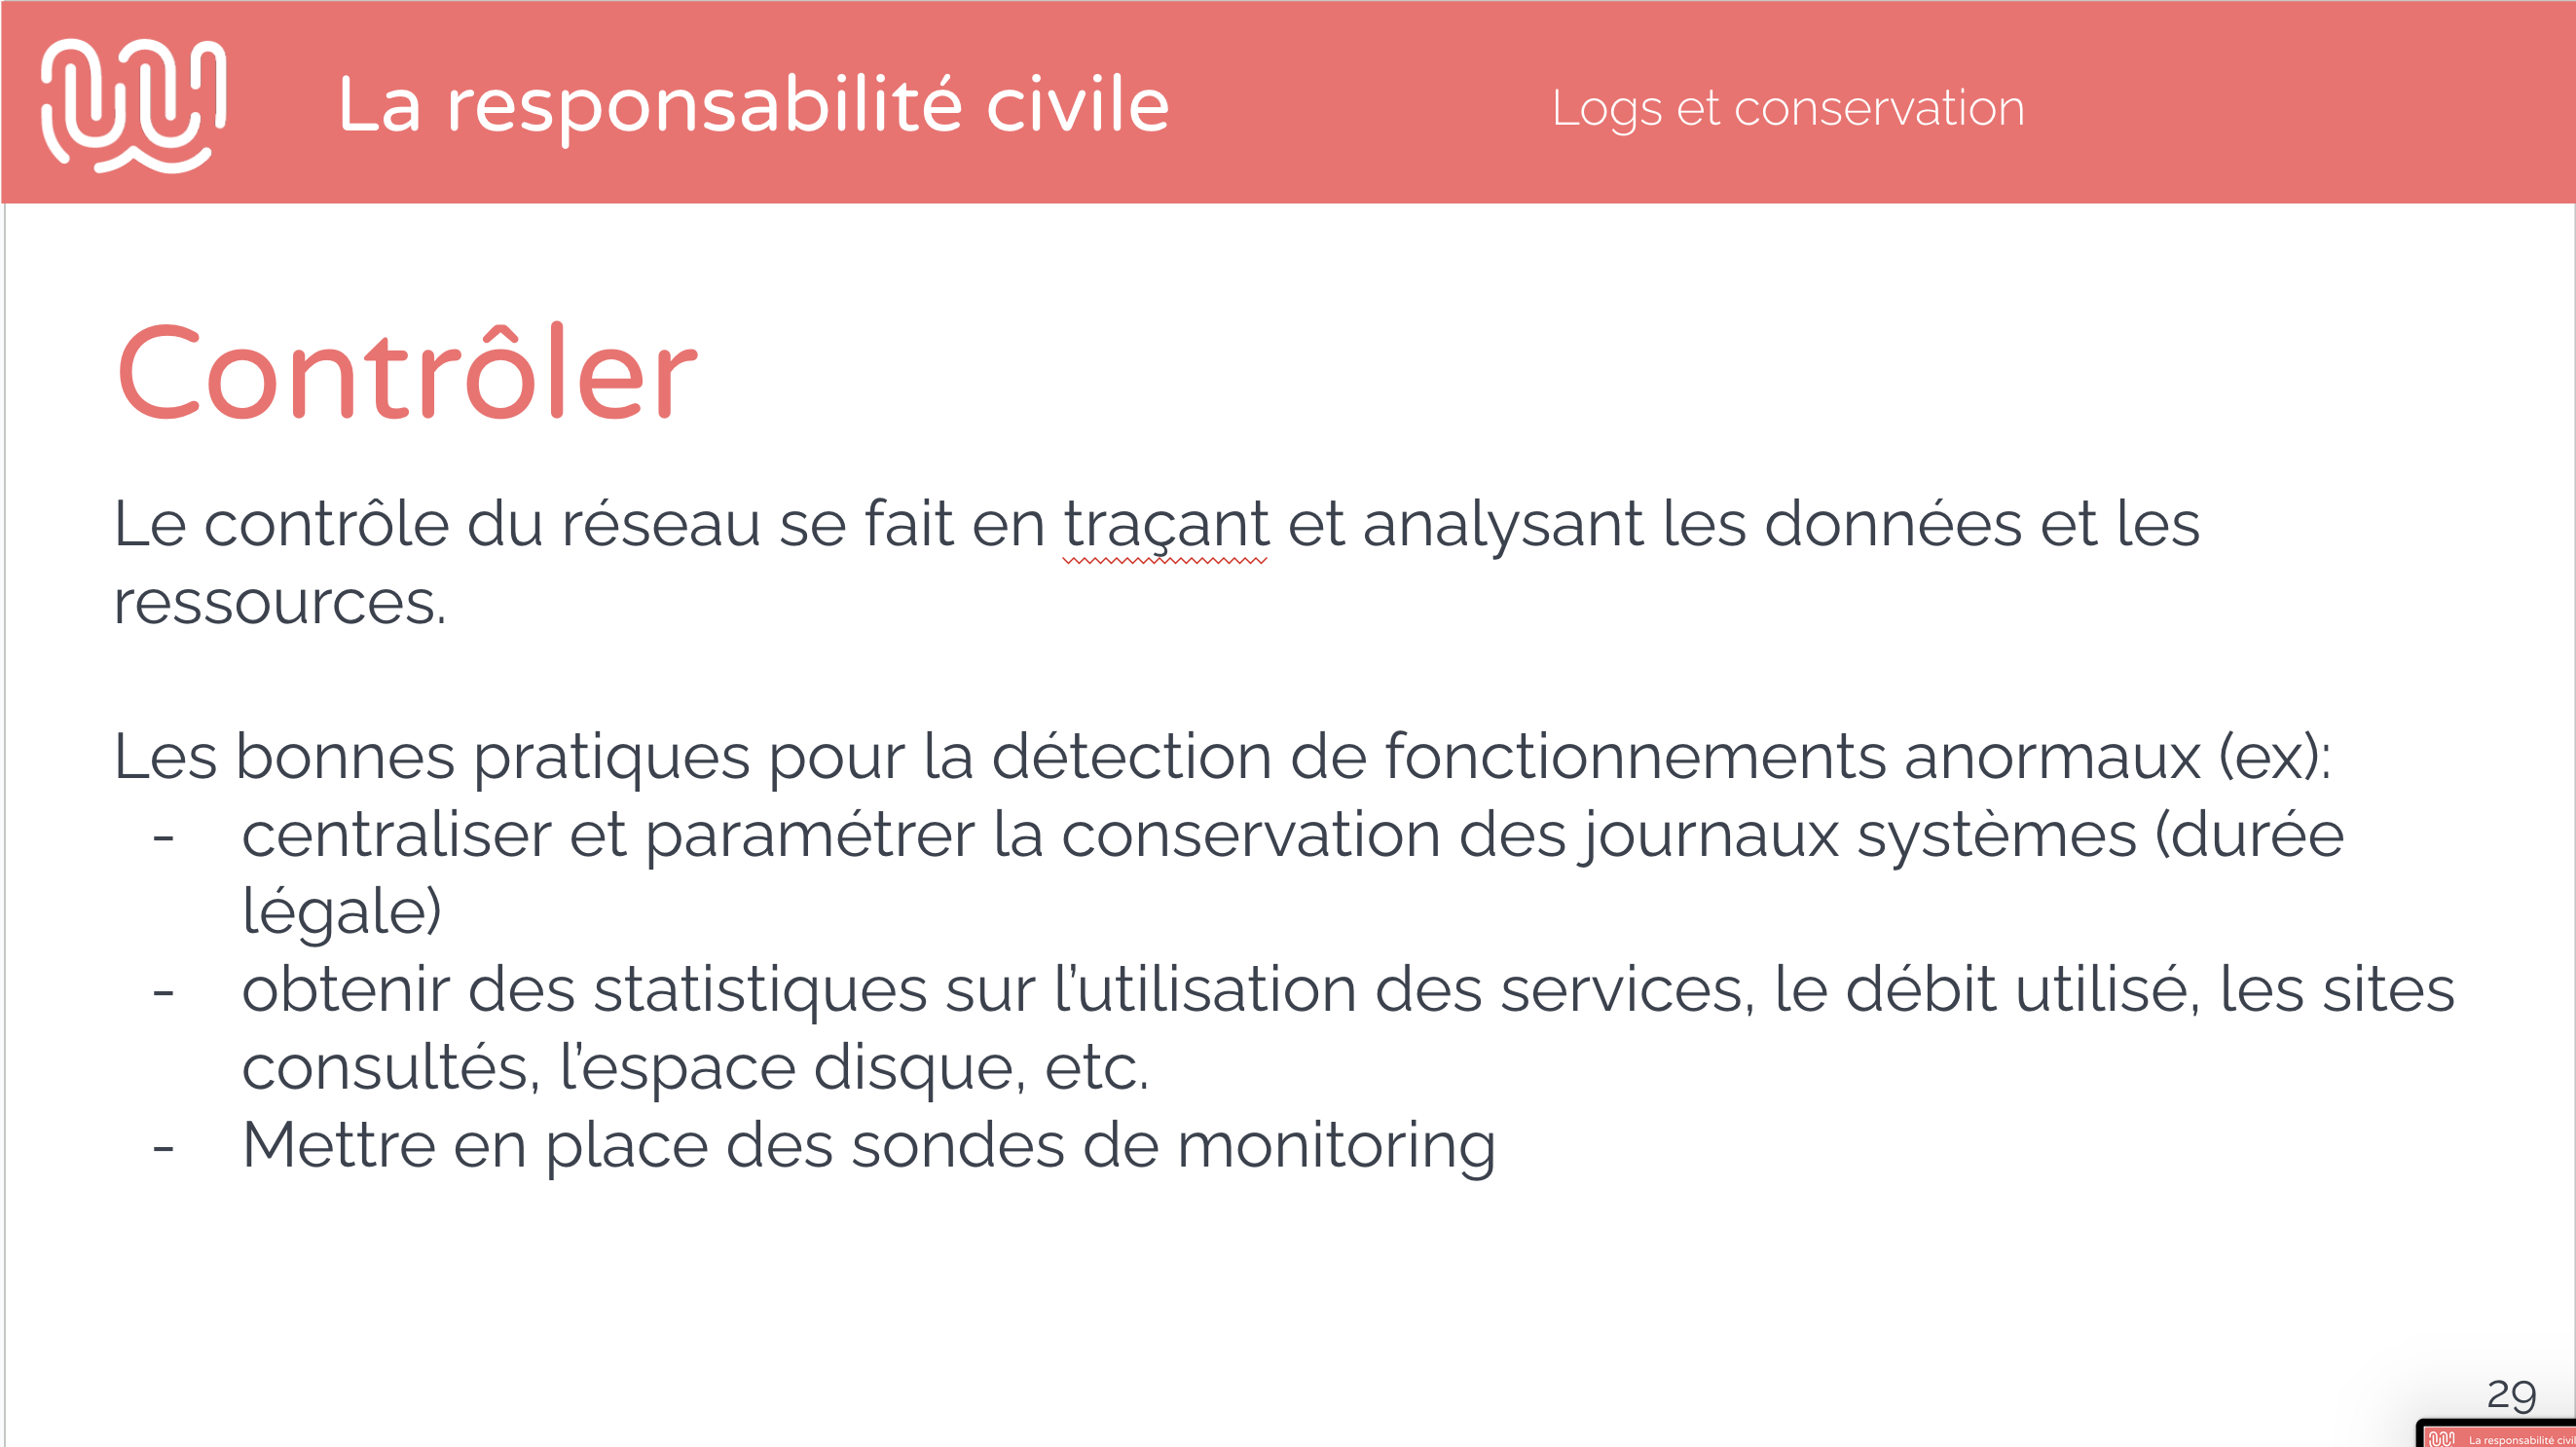 La responsabilité civile
Logs et conservation
Contrôler
Le contrôle du réseau se fait en traçant et analysant les données et les
ressources.
Les bonnes pratiques pour la détection de fonctionnements anormaux (ex):
- centraliser et paramétrer la conservation des journaux systèmes (durée
légale)
- obtenir des statistiques sur l'utilisation des services, le débit utilisé, les sites
consultés, l'espace disque, etc.
- Mettre en place des sondes de monitoring
29
La responsabilité civil